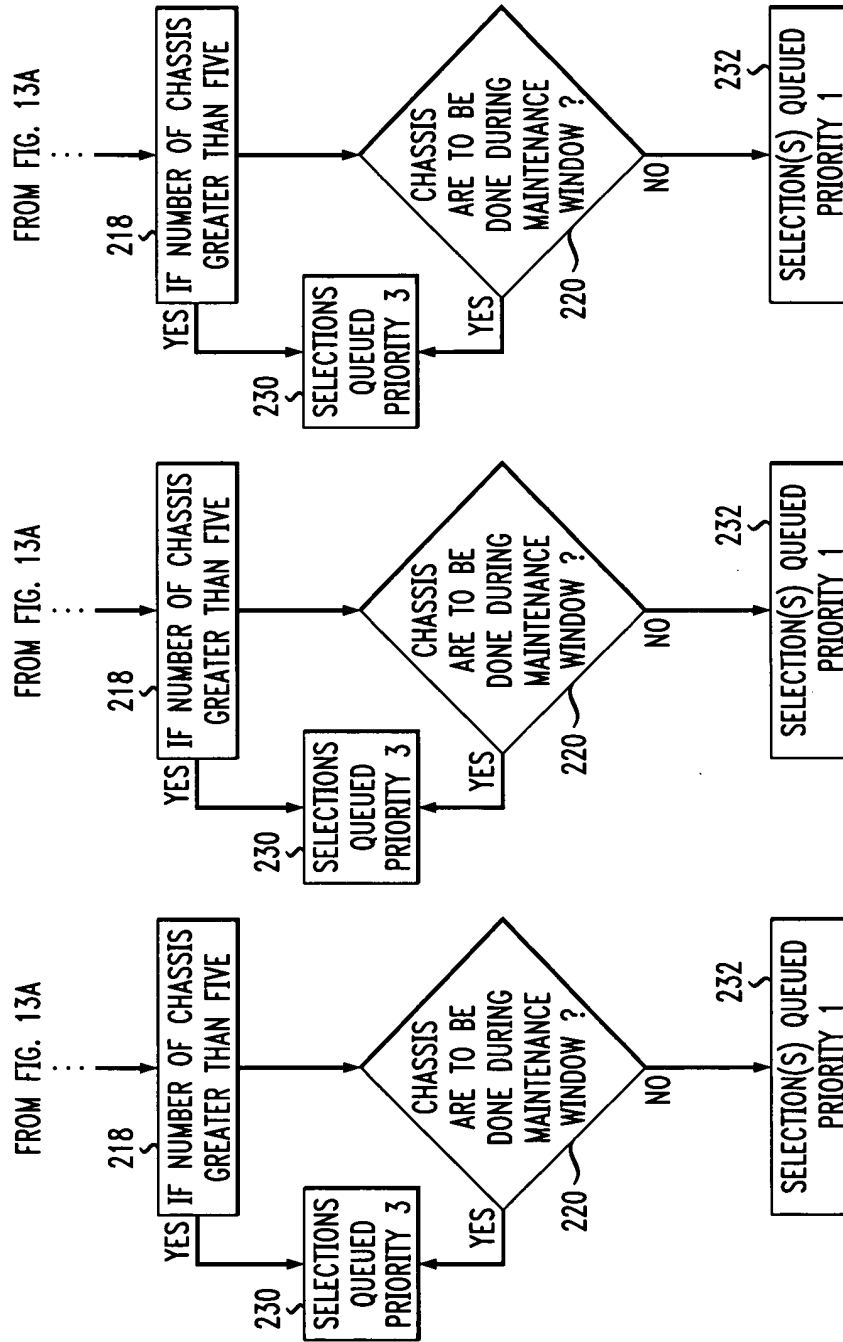 FROM FIG. 13A
218
IF NUMBER OF CHASSIS
GREATER THAN FIVE
YES
230
SELECTIONS
QUEUED
PRIORITY 3
YES
CHASSIS
ARE TO BE
DONE DURING
MAINTENANCE
WINDOW ?
220
NO
232
SELECTION(S) QUEUED
PRIORITY 1
FROM FIG. 13A
218
IF NUMBER OF CHASSIS
GREATER THAN FIVE
YES
230
SELECTIONS
QUEUED
PRIORITY 3
YES
CHASSIS
ARE TO BE
DONE DURING
MAINTENANCE
WINDOW ?
220
NO
232
SELECTION(S) QUEUED
PRIORITY 1
FROM FIG. 13A
218
IF NUMBER OF CHASSIS
GREATER THAN FIVE
YES
230
SELECTIONS
QUEUED
PRIORITY 3
YES
CHASSIS
ARE TO BE
DONE DURING
MAINTENANCE
WINDOW ?
220
NO
232
SELECTION(S) QUEUED
PRIORITY 1